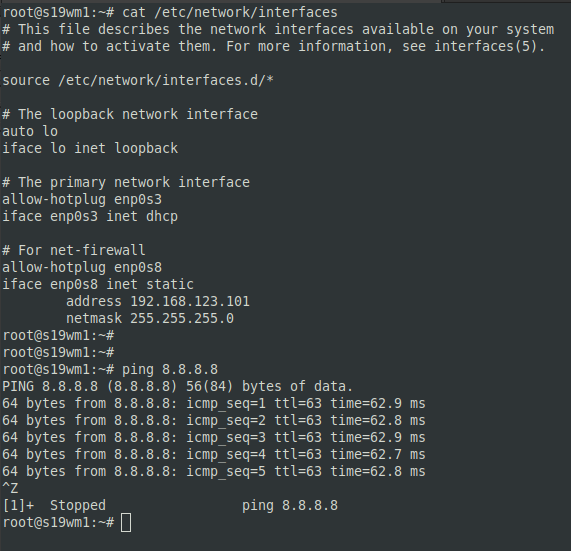 root@s19wm1:~# cat /etc/network/interfaces
# This file describes the network interfaces available on your system
# and how to activate them. For more information, see interfaces(5).

source /etc/network/interfaces.d/*

# The loopback network interface
auto lo
iface lo inet loopback

# The primary network interface
allow-hotplug enp0s3
iface enp0s3 inet dhcp

# For net-firewall
allow-hotplug enp0s8
iface enp0s8 inet static
        address 192.168.123.101
        netmask 255.255.255.0
root@s19wm1:~#
root@s19wm1:~#
root@s19wm1:~# ping 8.8.8.8
PING 8.8.8.8 (8.8.8.8) 56(84) bytes of data.
64 bytes from 8.8.8.8: icmp_seq=1 ttl=63 time=62.9 ms
64 bytes from 8.8.8.8: icmp_seq=2 ttl=63 time=62.8 ms
64 bytes from 8.8.8.8: icmp_seq=3 ttl=63 time=62.9 ms
64 bytes from 8.8.8.8: icmp_seq=4 ttl=63 time=62.7 ms
64 bytes from 8.8.8.8: icmp_seq=5 ttl=63 time=62.8 ms
^Z
[1]+  Stopped                 ping 8.8.8.8
root@s19wm1:~#